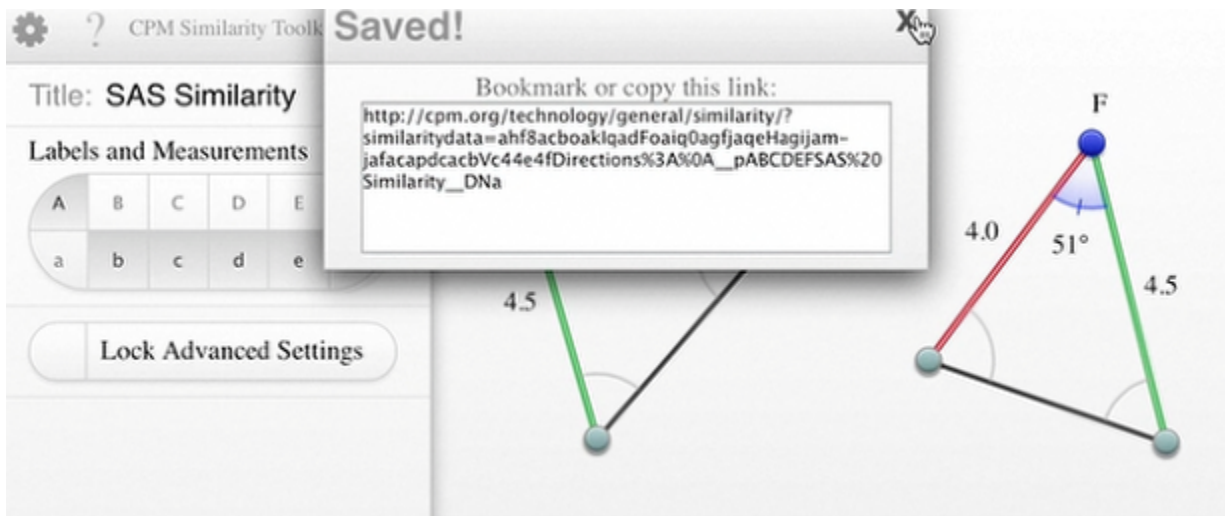 ? CPM Similarity
Saved!
X
Bookmark or copy this link:
http://cpm.org/technology/general/similarity/?
similaritydata=ahf8acboaklqadFoaiq0agfjaqeHagijam-
jafacapdcacbVc44e4fDirections%3A%0A__pABCDEFSAS%20
Similarity__DNa
Title: SAS Similarity
Labels and Measurements
A B C D E
a b c d e
Lock Advanced Settings
4.5
F
4.0
51°
4.5